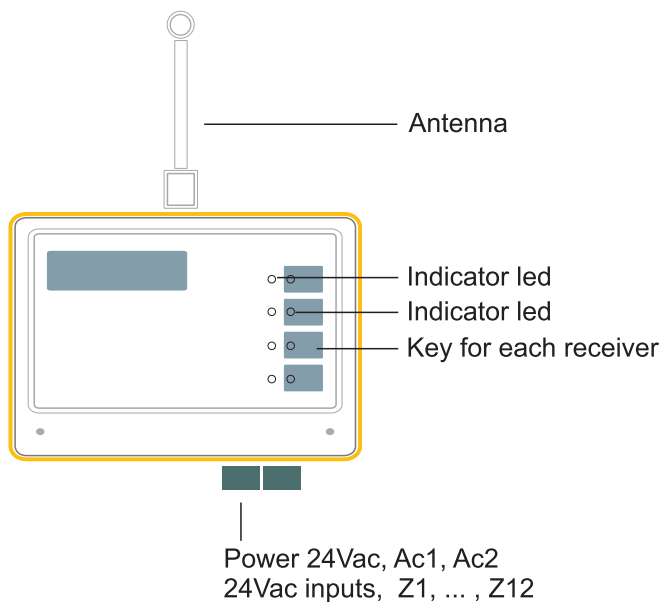 Antenna
Indicator led
Indicator led
Key for each receiver
Power 24Vac, Ac1, Ac2
24Vac inputs, Z1, ... , Z12